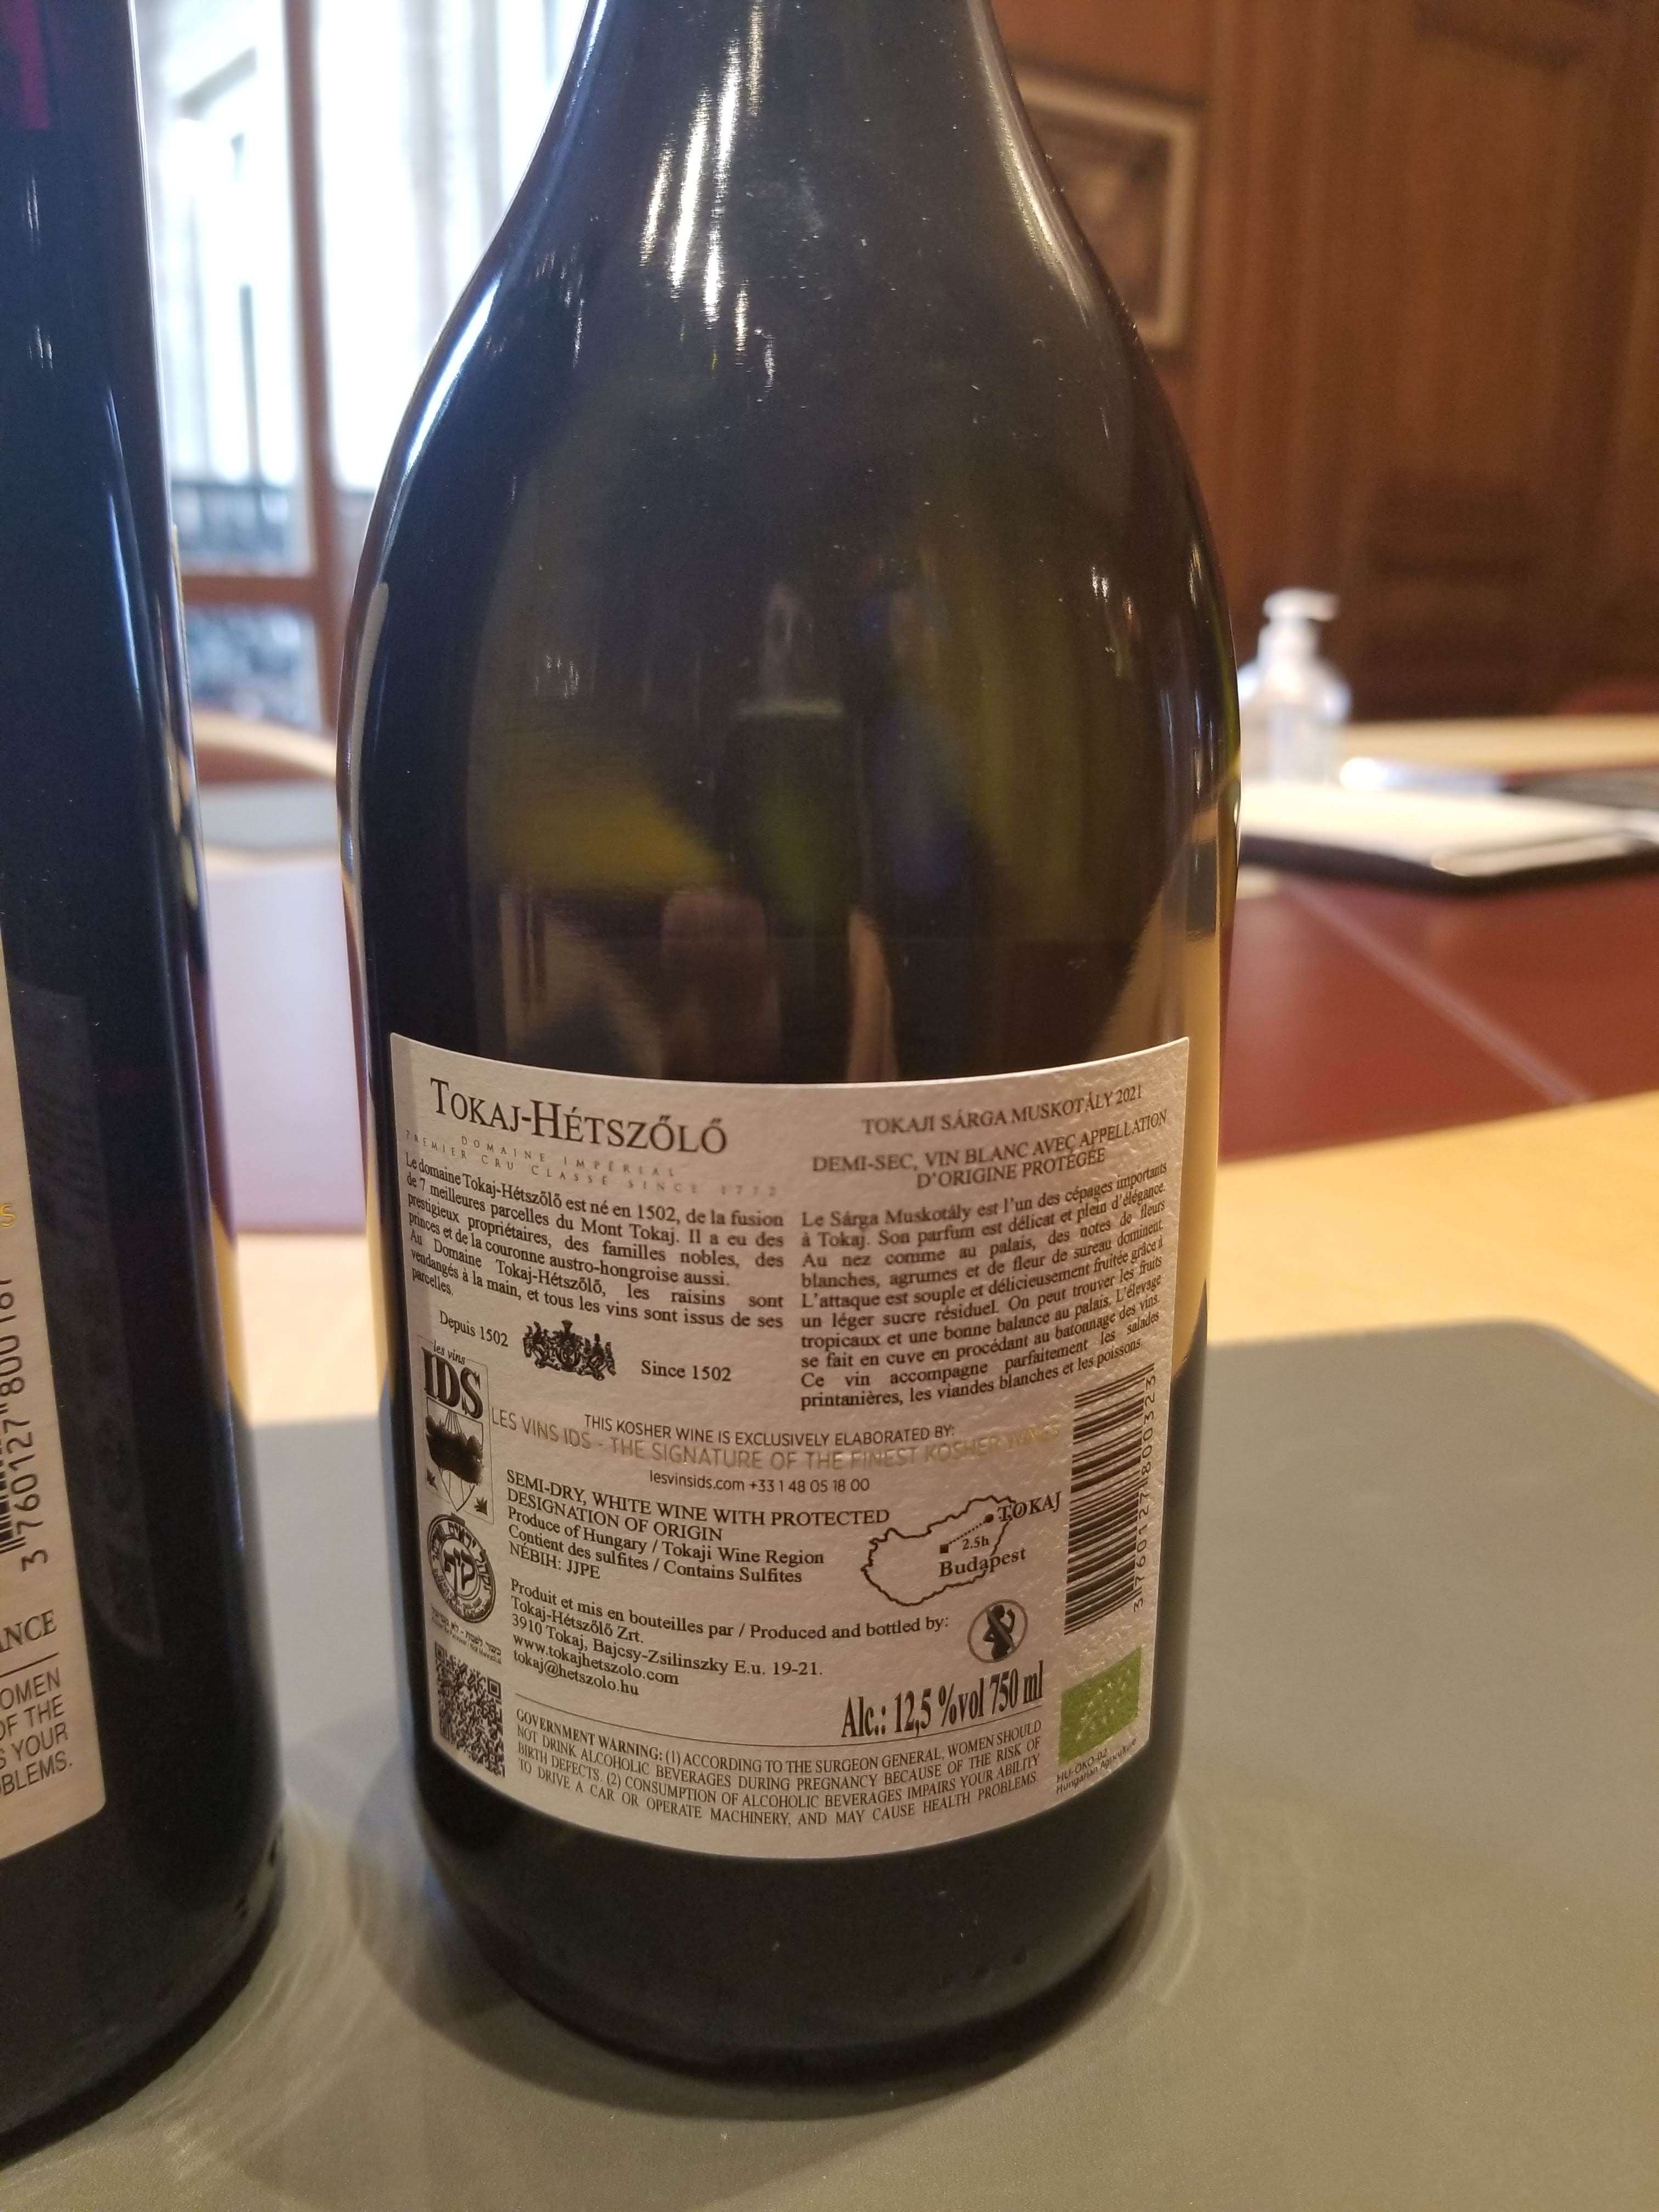 TOKAJ-HÉTSZŐLŐ
DOMAINE IMPÉRIAL
PREMIER CRU CLASSÉ SINCE 1772
Le domaine Tokaj-Hétszőlő est né en 1502, de la fusion
de 7 meilleures parcelles du Mont Tokaj. Il a eu des
prestigieux propriétaires, des familles nobles, des
princes et de la couronne austro-hongroise aussi.
Au Domaine Tokaj-Hétszőlő, les raisins sont
vendangés à la main, et tous les vins sont issus de ses
parcelles.
Depuis 1502
Since 1502
TOKAJI SÁRGA MUSKOTÁLY 2021
DEMI-SEC, VIN BLANC AVEC APPELLATION
D'ORIGINE PROTÉGÉE
Le Sárga Muskotály est l'un des cépages importants
à Tokaj. Son parfum est délicat et plein d'élégance.
Au nez comme au palais, des notes de fleurs
blanches, agrumes et de fleur de sureau dominent.
L'attaque est souple et délicieusement fruitée grâce à
un léger sucre résiduel. On peut trouver les fruits
tropicaux et une bonne balance au palais. L'élevage
se fait en cuve en procédant au batonnage des vins.
Ce vin accompagne parfaitement les salades
printanières, les viandes blanches et les poissons.
les vins
IDS
THIS KOSHER WINE IS EXCLUSIVELY ELABORATED BY:
LES VINS IDS - THE SIGNATURE OF THE FINEST KOSHER WINES
lesvinsids.com +33 1 48 05 18 00
SEMI-DRY, WHITE WINE WITH PROTECTED
DESIGNATION OF ORIGIN
Produce of Hungary / Tokaji Wine Region
Contient des sulfites / Contains Sulfites
NÉBIH: JJPE
TOKAJ
2.5h
Budapest
Produit et mis en bouteilles par / Produced and bottled by:
Tokaj-Hétszőlő Zrt.
3910 Tokaj, Bajcsy-Zsilinszky E.u. 19-21.
www.tokajhetszolo.com
tokaj@hetszolo.hu
Alc.: 12,5 %vol 750 ml
GOVERNMENT WARNING: (1) ACCORDING TO THE SURGEON GENERAL, WOMEN SHOULD
NOT DRINK ALCOHOLIC BEVERAGES DURING PREGNANCY BECAUSE OF THE RISK OF
BIRTH DEFECTS. (2) CONSUMPTION OF ALCOHOLIC BEVERAGES IMPAIRS YOUR ABILITY
TO DRIVE A CAR OR OPERATE MACHINERY, AND MAY CAUSE HEALTH PROBLEMS.
3 760127 800323
HU-ÖKO-02
Hungarian Agriculture
3 760127 800187
ANCE
OMEN
OF THE
S YOUR
OBLEMS.